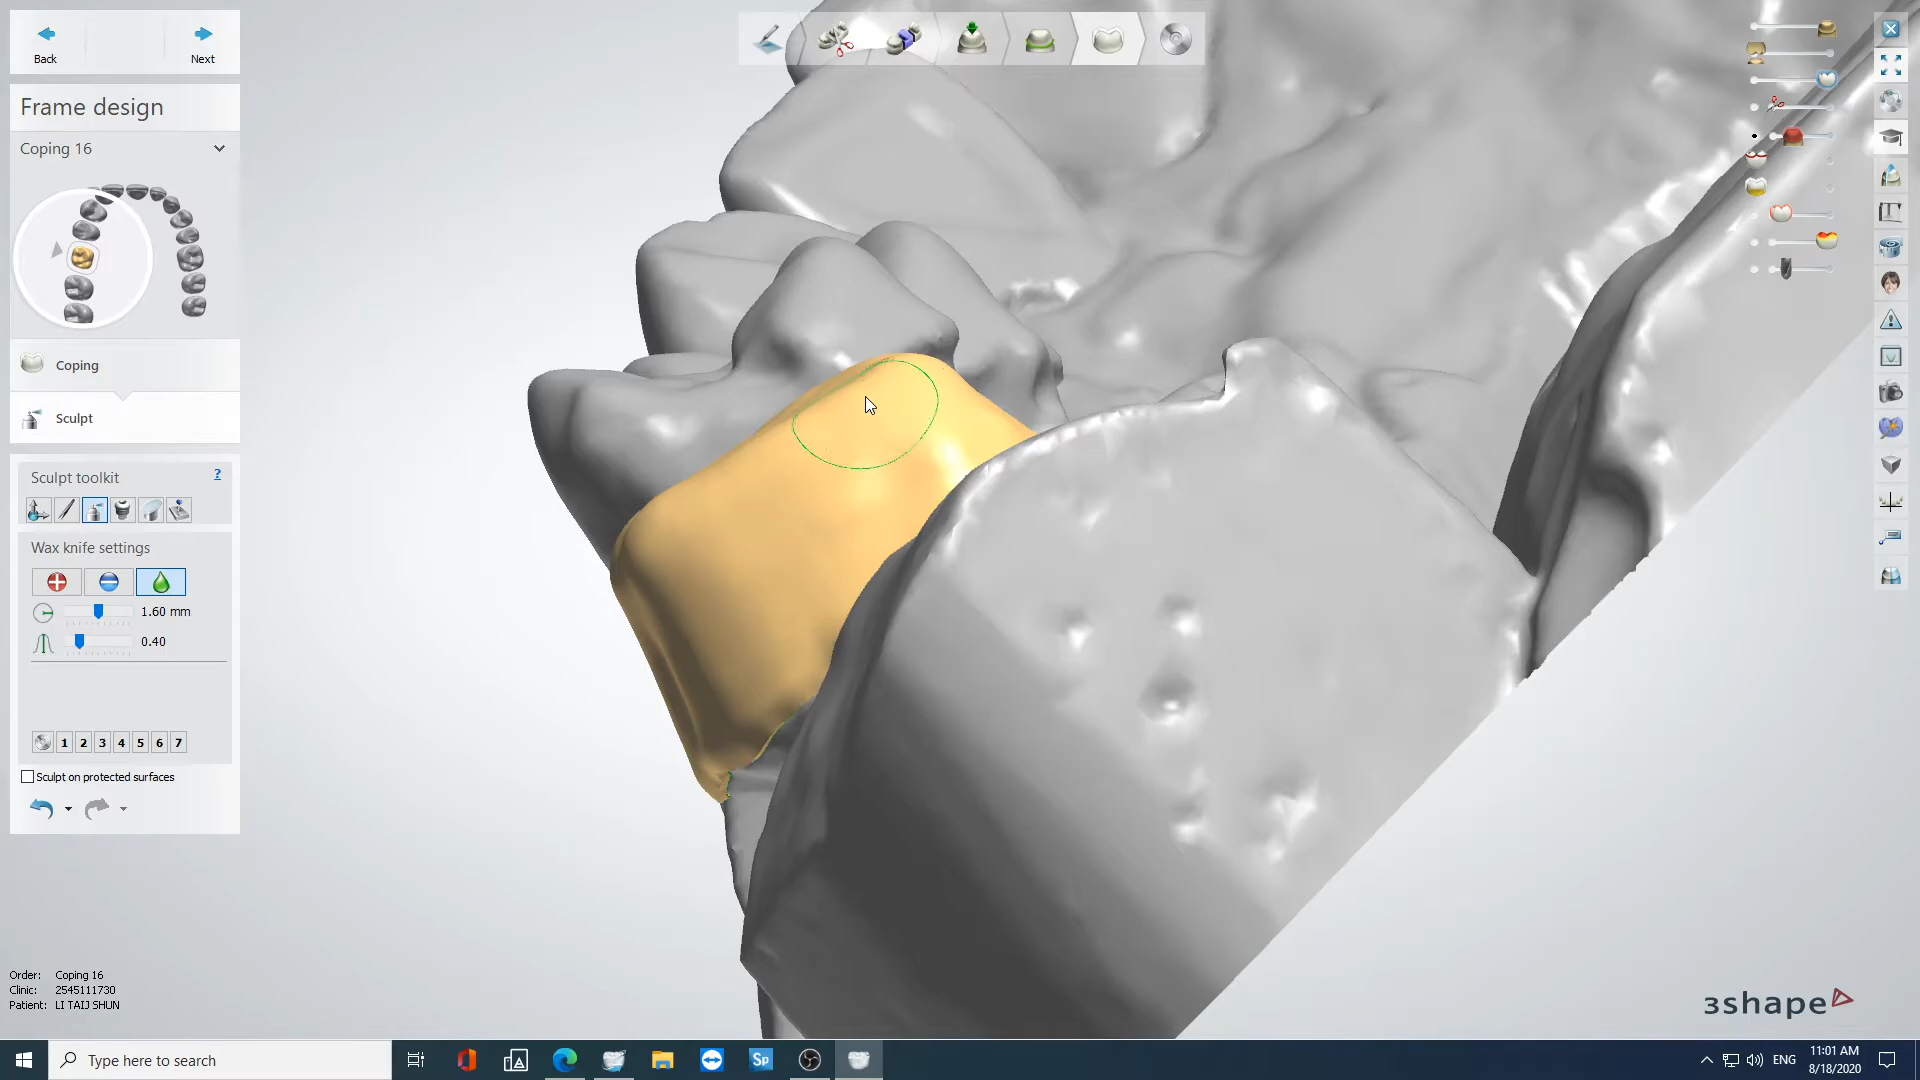 Back
Next
Frame design
Coping 16
Coping
Sculpt
Sculpt toolkit
?
Wax knife settings
1.60 mm
0.40
1 2 3 4 5 6 7
Sculpt on protected surfaces
Order: Coping 16
Clinic: 2545111730
Patient: LI TAIJ SHUN
3shape
Type here to search
Sp
ENG
11:01 AM
8/18/2020